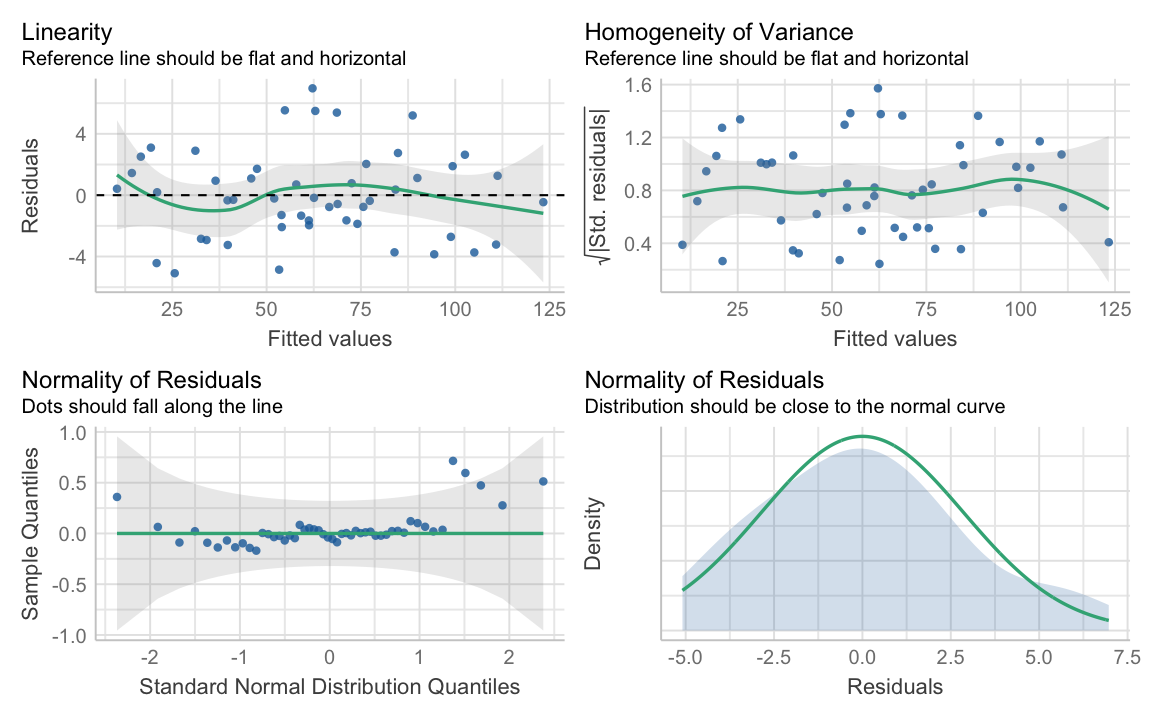 Linearity
Reference line should be flat and horizontal
Residuals
4
0
-4
25
50
75
100
125
Fitted values
Homogeneity of Variance
Reference line should be flat and horizontal
√|Std. residuals|
1.6
1.2
0.8
0.4
25
50
75
100
125
Fitted values
Normality of Residuals
Dots should fall along the line
Sample Quantiles
1.0
0.5
0.0
-0.5
-1.0
-2
-1
0
1
2
Standard Normal Distribution Quantiles
Normality of Residuals
Distribution should be close to the normal curve
Density
-5.0
-2.5
0.0
2.5
5.0
7.5
Residuals